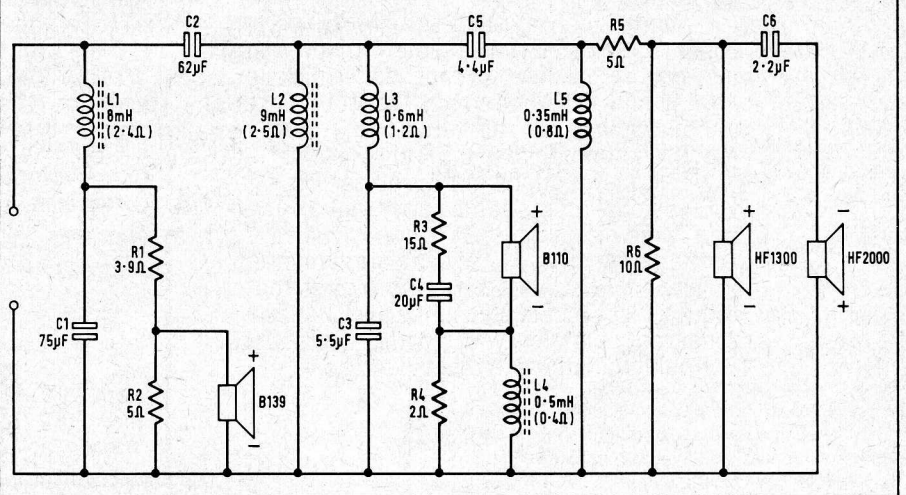 C2
62µF
C5
4·4µF
R5
5Ω
C6
2·2µF
L1
8mH
(2·4Ω)
L2
9mH
(2·5Ω)
L3
0·6mH
(1·2Ω)
L5
0·35mH
(0·8Ω)
R1
3·9Ω
R3
15Ω
C4
20µF
+
B110
–
R6
10Ω
+
HF1300
–
–
HF2000
+
C1
75µF
C3
5·5µF
R2
5Ω
+
B139
–
R4
2Ω
L4
0·5mH
(0·4Ω)